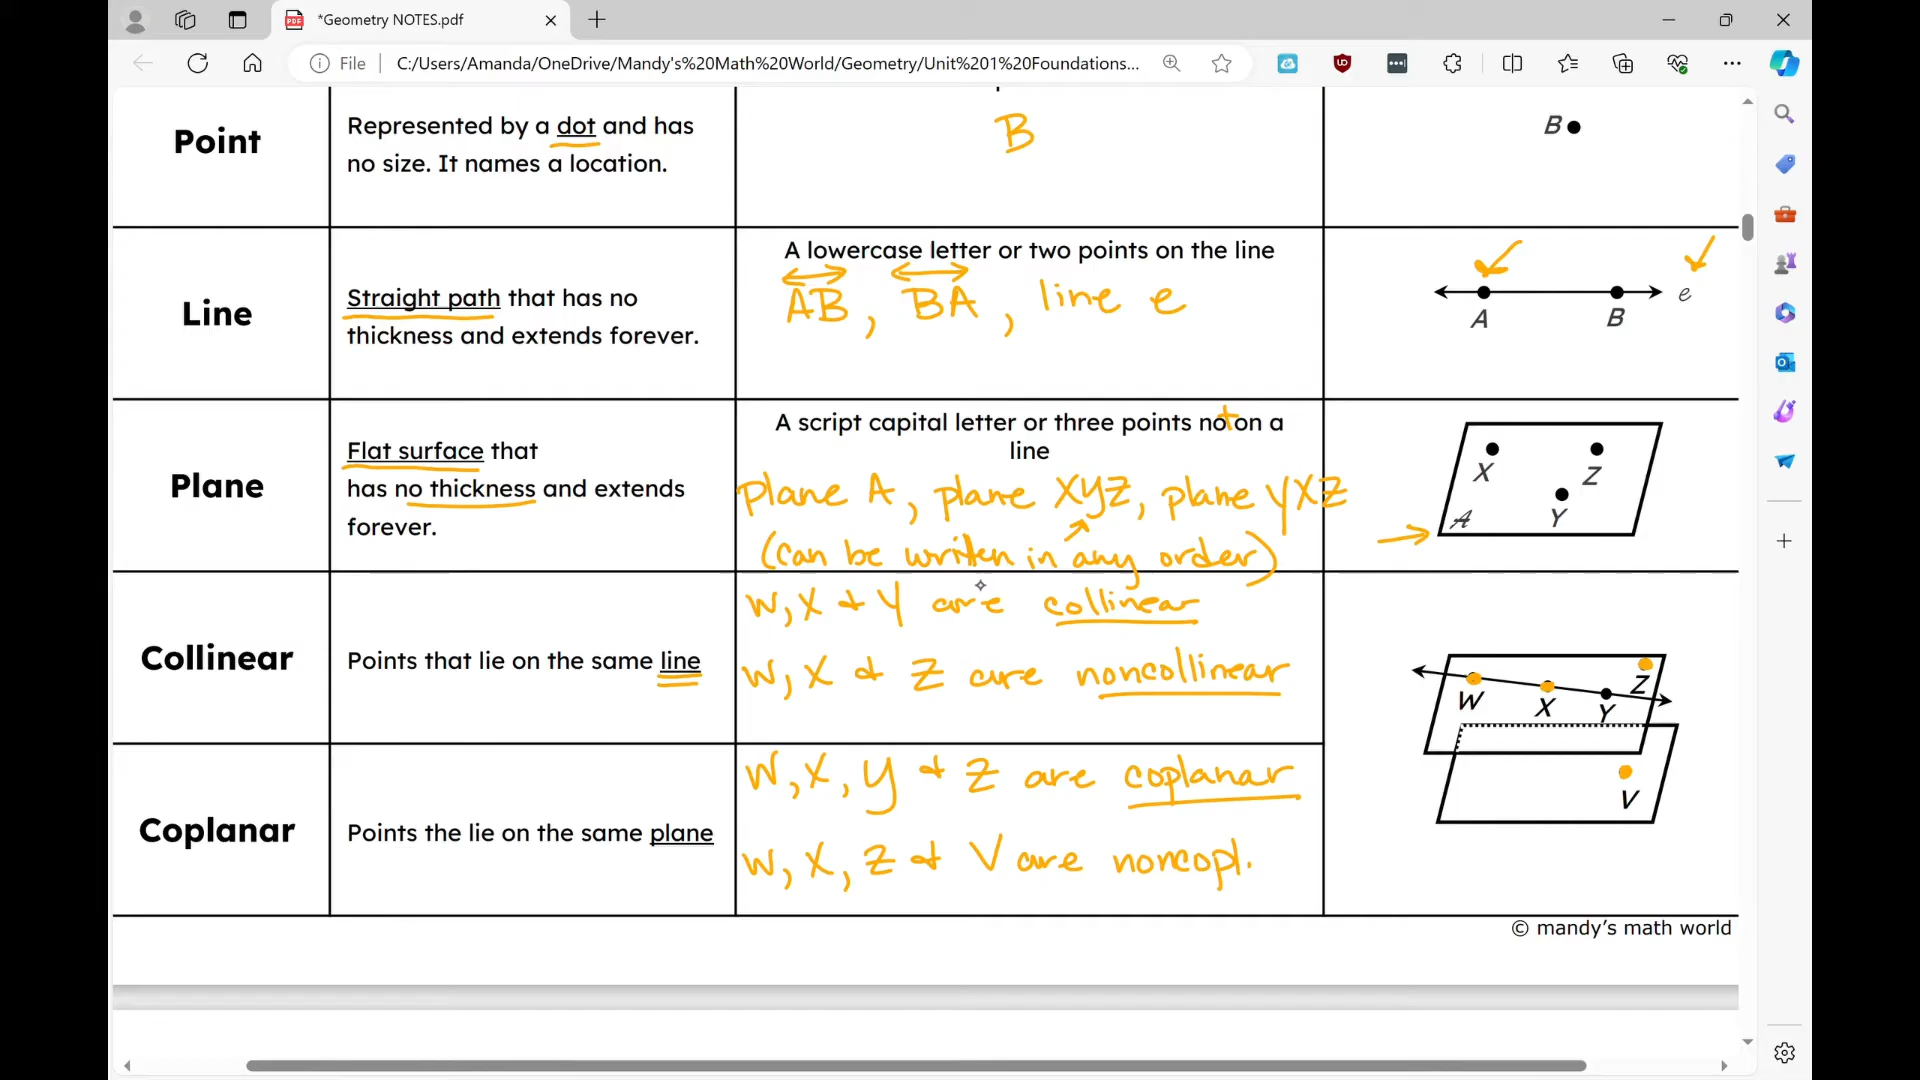 *Geometry NOTES.pdf
File
C:/Users/Amanda/OneDrive/Mandy's%20Math%20World/Geometry/Unit%201%20Foundations...
Point
Represented by a dot and has
no size. It names a location.
B
B
Line
Straight path that has no
thickness and extends forever.
A lowercase letter or two points on the line
AB, BA, line e
A
B
e
Plane
Flat surface that
has no thickness and extends
forever.
A script capital letter or three points not on a
line
plane A, plane XYZ, plane YXZ
(can be written in any order)
X
Z
Y
A
Collinear
Points that lie on the same line
W, X & Y are collinear
W, X & Z are noncollinear
W
X
Y
Z
Coplanar
Points the lie on the same plane
W, X, Y & Z are coplanar
W, X, Z & V are noncopl.
V
© mandy's math world